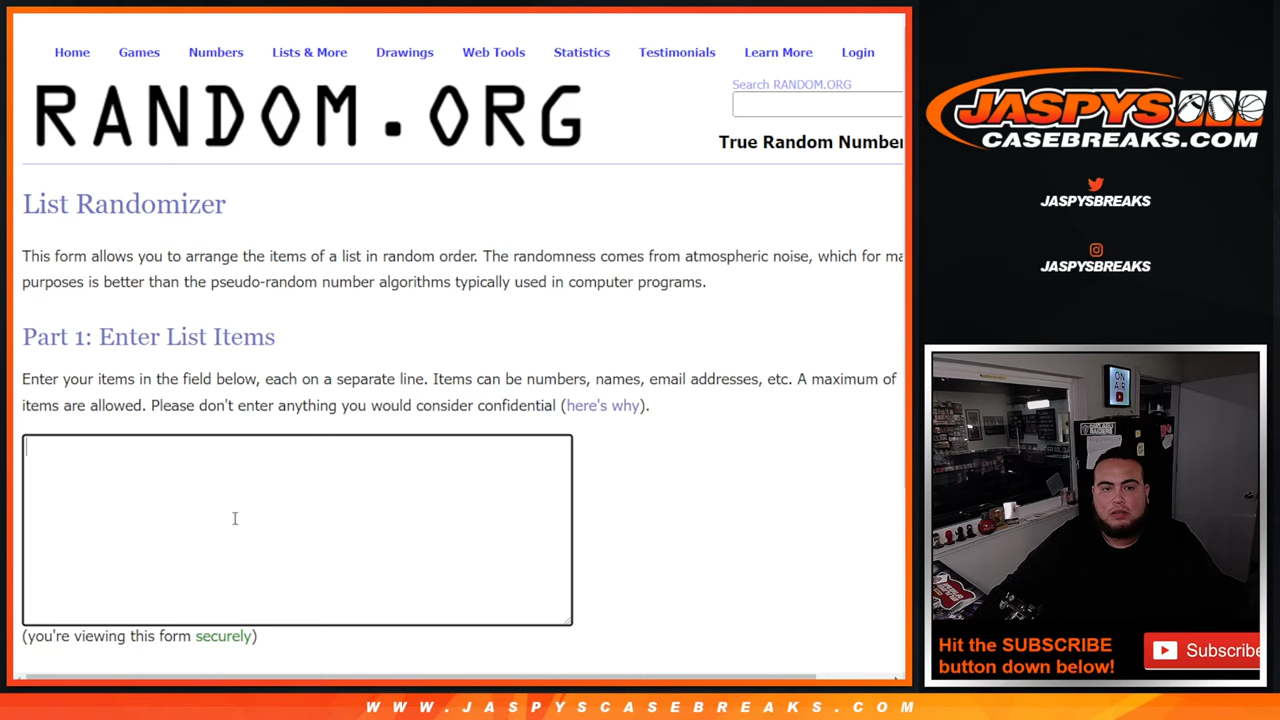 Home Games Numbers Lists & More Drawings Web Tools Statistics Testimonials Learn More Login
RANDOM.ORG
Search RANDOM.ORG
True Random Number
List Randomizer
This form allows you to arrange the items of a list in random order. The randomness comes from atmospheric noise, which for ma
purposes is better than the pseudo-random number algorithms typically used in computer programs.
Part 1: Enter List Items
Enter your items in the field below, each on a separate line. Items can be numbers, names, email addresses, etc. A maximum of
items are allowed. Please don't enter anything you would consider confidential (here's why).
(you're viewing this form securely)
JASPYS
CASEBREAKS.COM
JASPYSBREAKS
JASPYSBREAKS
ON
AIR
Hit the SUBSCRIBE
button down below!
Subscribe
WWW.JASPYSCASEBREAKS.COM